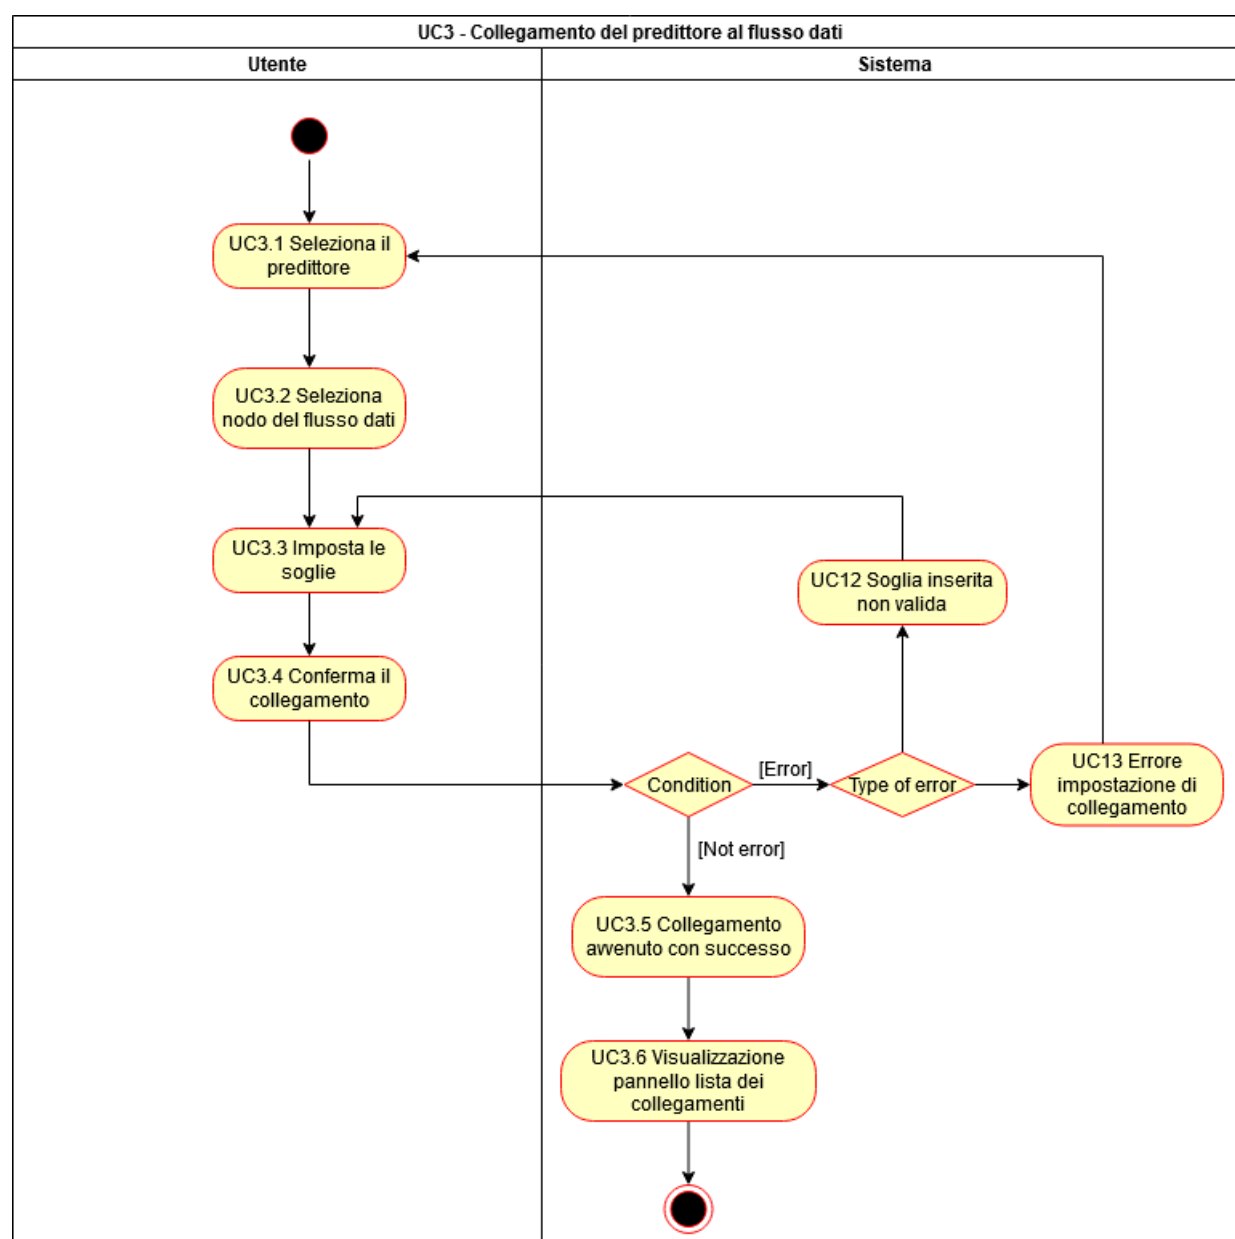 UC3 - Collegamento del predittore al flusso dati
Utente
Sistema
UC3.1 Seleziona il
predittore
UC3.2 Seleziona
nodo del flusso dati
UC3.3 Imposta le
soglie
UC12 Soglia inserita
non valida
UC3.4 Conferma il
collegamento
Condition
[Error]
Type of error
UC13 Errore
impostazione di
collegamento
[Not error]
UC3.5 Collegamento
avvenuto con successo
UC3.6 Visualizzazione
pannello lista dei
collegamenti